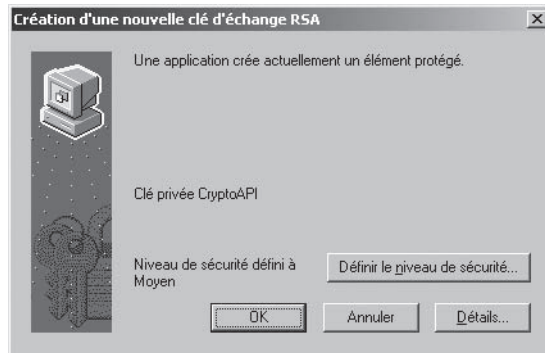 Création d'une nouvelle clé d'échange RSA
Une application crée actuellement un élément protégé.
Clé privée CryptoAPI
Niveau de sécurité défini à
Moyen
Définir le niveau de sécurité...
OK
Annuler
Détails...